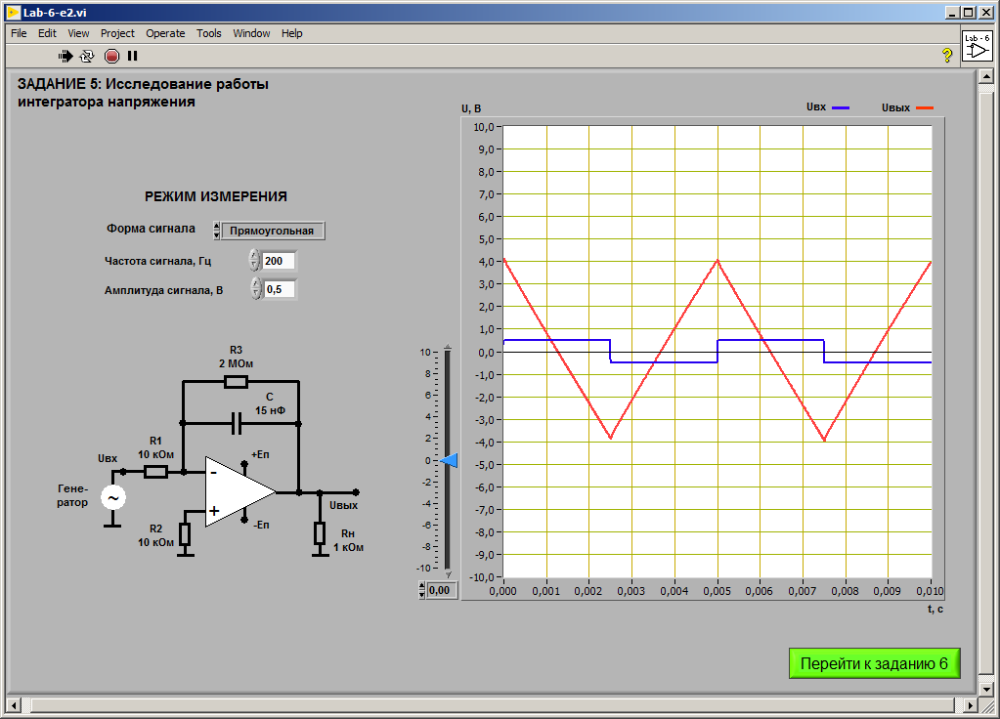 Lab-6-e2.vi
File Edit View Project Operate Tools Window Help
Lab - 6
?
ЗАДАНИЕ 5: Исследование работы
интегратора напряжения
РЕЖИМ ИЗМЕРЕНИЯ
Форма сигнала Прямоугольная
Частота сигнала, Гц 200
Амплитуда сигнала, В 0,5
R3
2 МОм
C
15 нФ
R1
10 кОм
Uвх
+Еп
-
Гене-
ратор
~
+
R2
10 кОм
-Еп
Uвых
Rн
1 кОм
10
8
6
4
2
0
-2
-4
-6
-8
-10
0,00
U, В
Uвх Uвых
10,0
9,0
8,0
7,0
6,0
5,0
4,0
3,0
2,0
1,0
0,0
-1,0
-2,0
-3,0
-4,0
-5,0
-6,0
-7,0
-8,0
-9,0
-10,0
0,000 0,001 0,002 0,003 0,004 0,005 0,006 0,007 0,008 0,009 0,010
t, с
Перейти к заданию 6